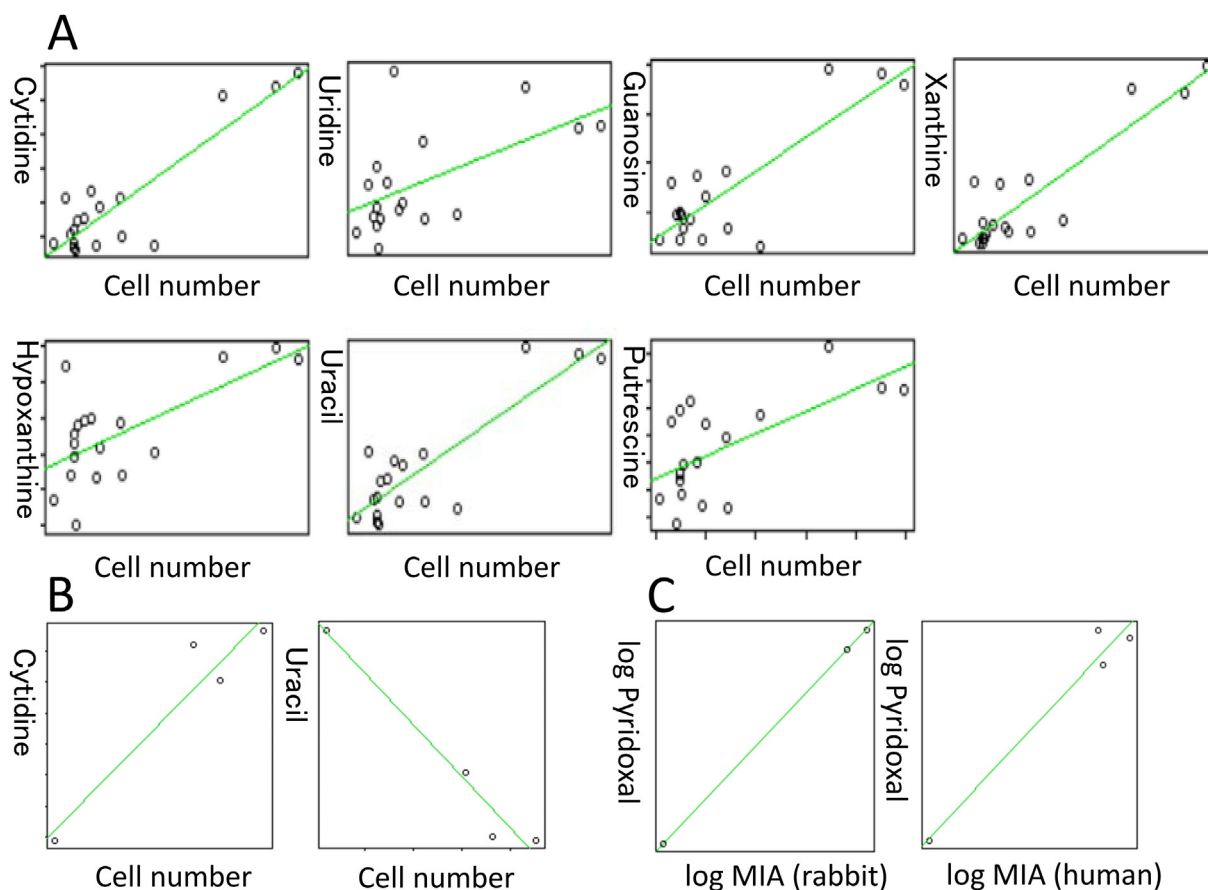 A
Cytidine
Cell number
Uridine
Cell number
Guanosine
Cell number
Xanthine
Cell number
Hypoxanthine
Cell number
Uracil
Cell number
Putrescine
Cell number
B
Cytidine
Cell number
Uracil
Cell number
C
log Pyridoxal
log MIA (rabbit)
log Pyridoxal
log MIA (human)